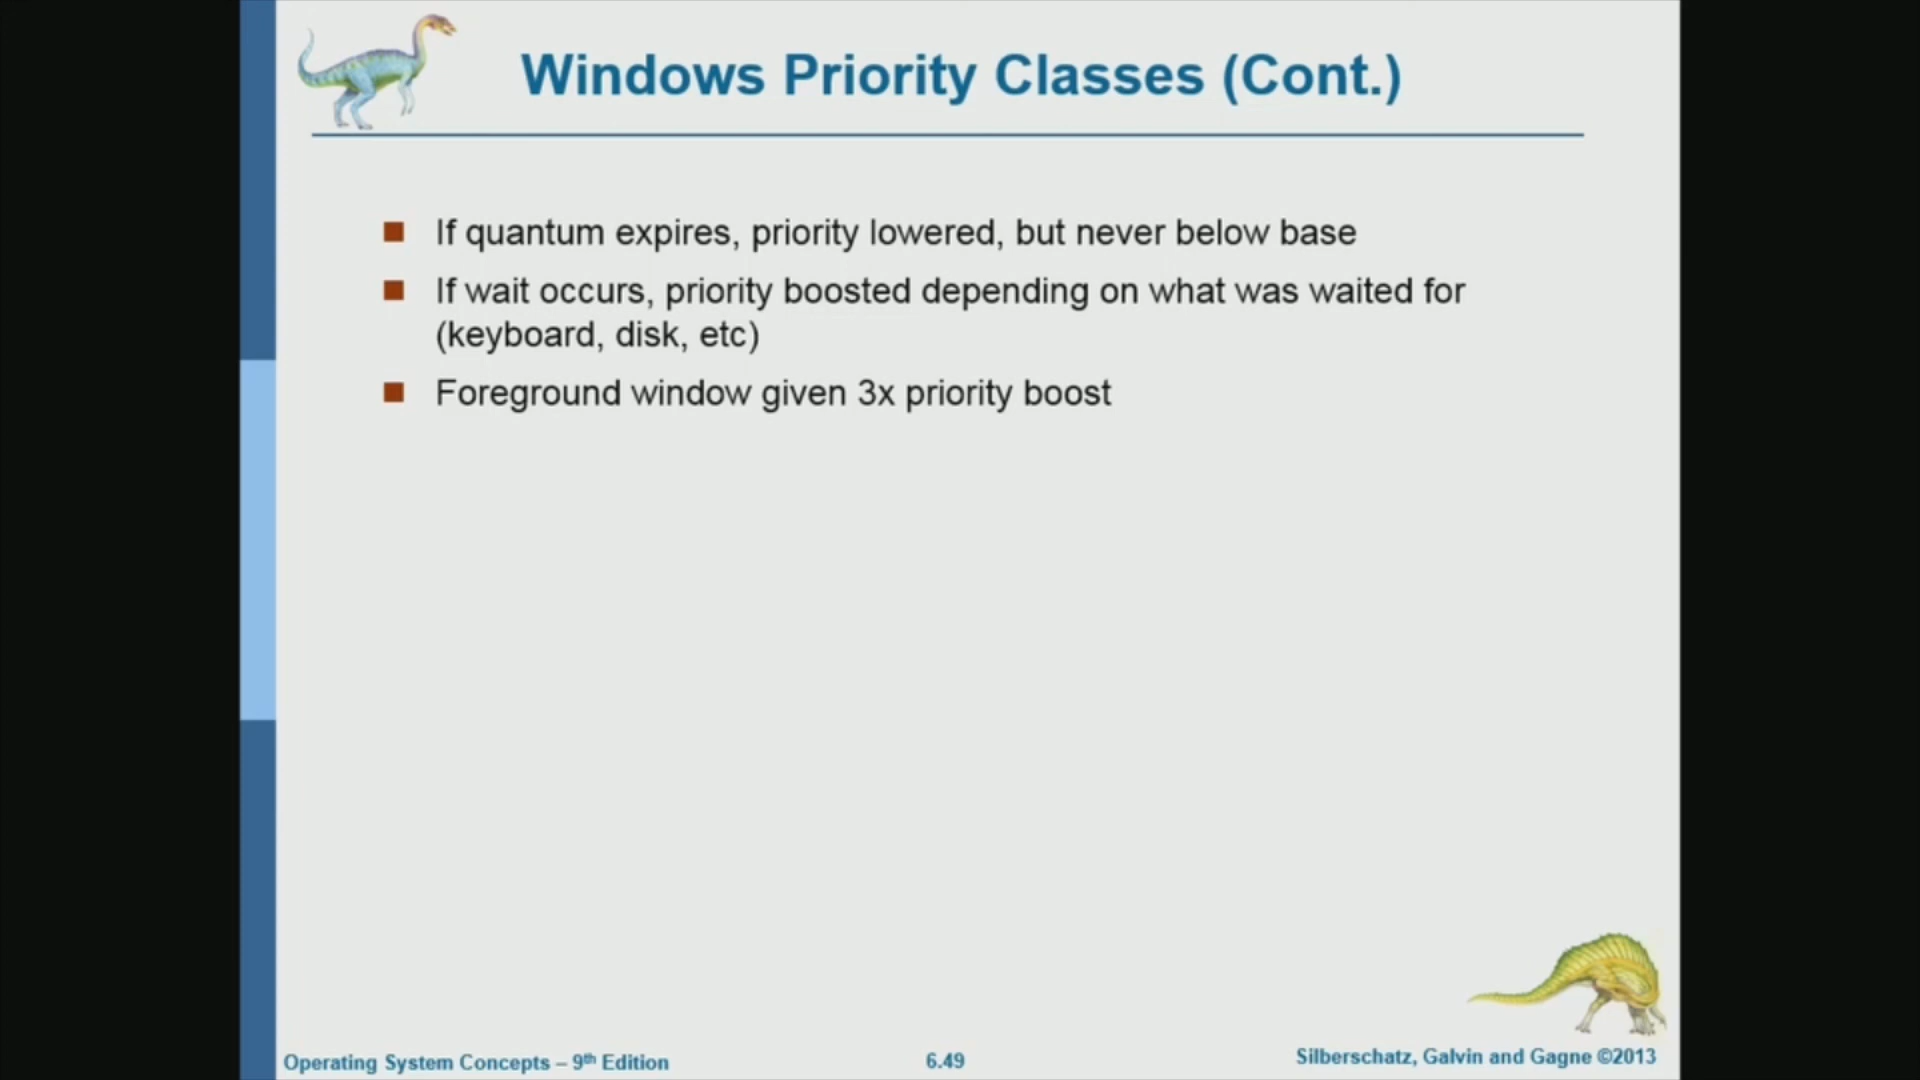 Windows Priority Classes (Cont.)
If quantum expires, priority lowered, but never below base
If wait occurs, priority boosted depending on what was waited for
(keyboard, disk, etc)
Foreground window given 3x priority boost
Operating System Concepts – 9th Edition
6.49
Silberschatz, Galvin and Gagne ©2013